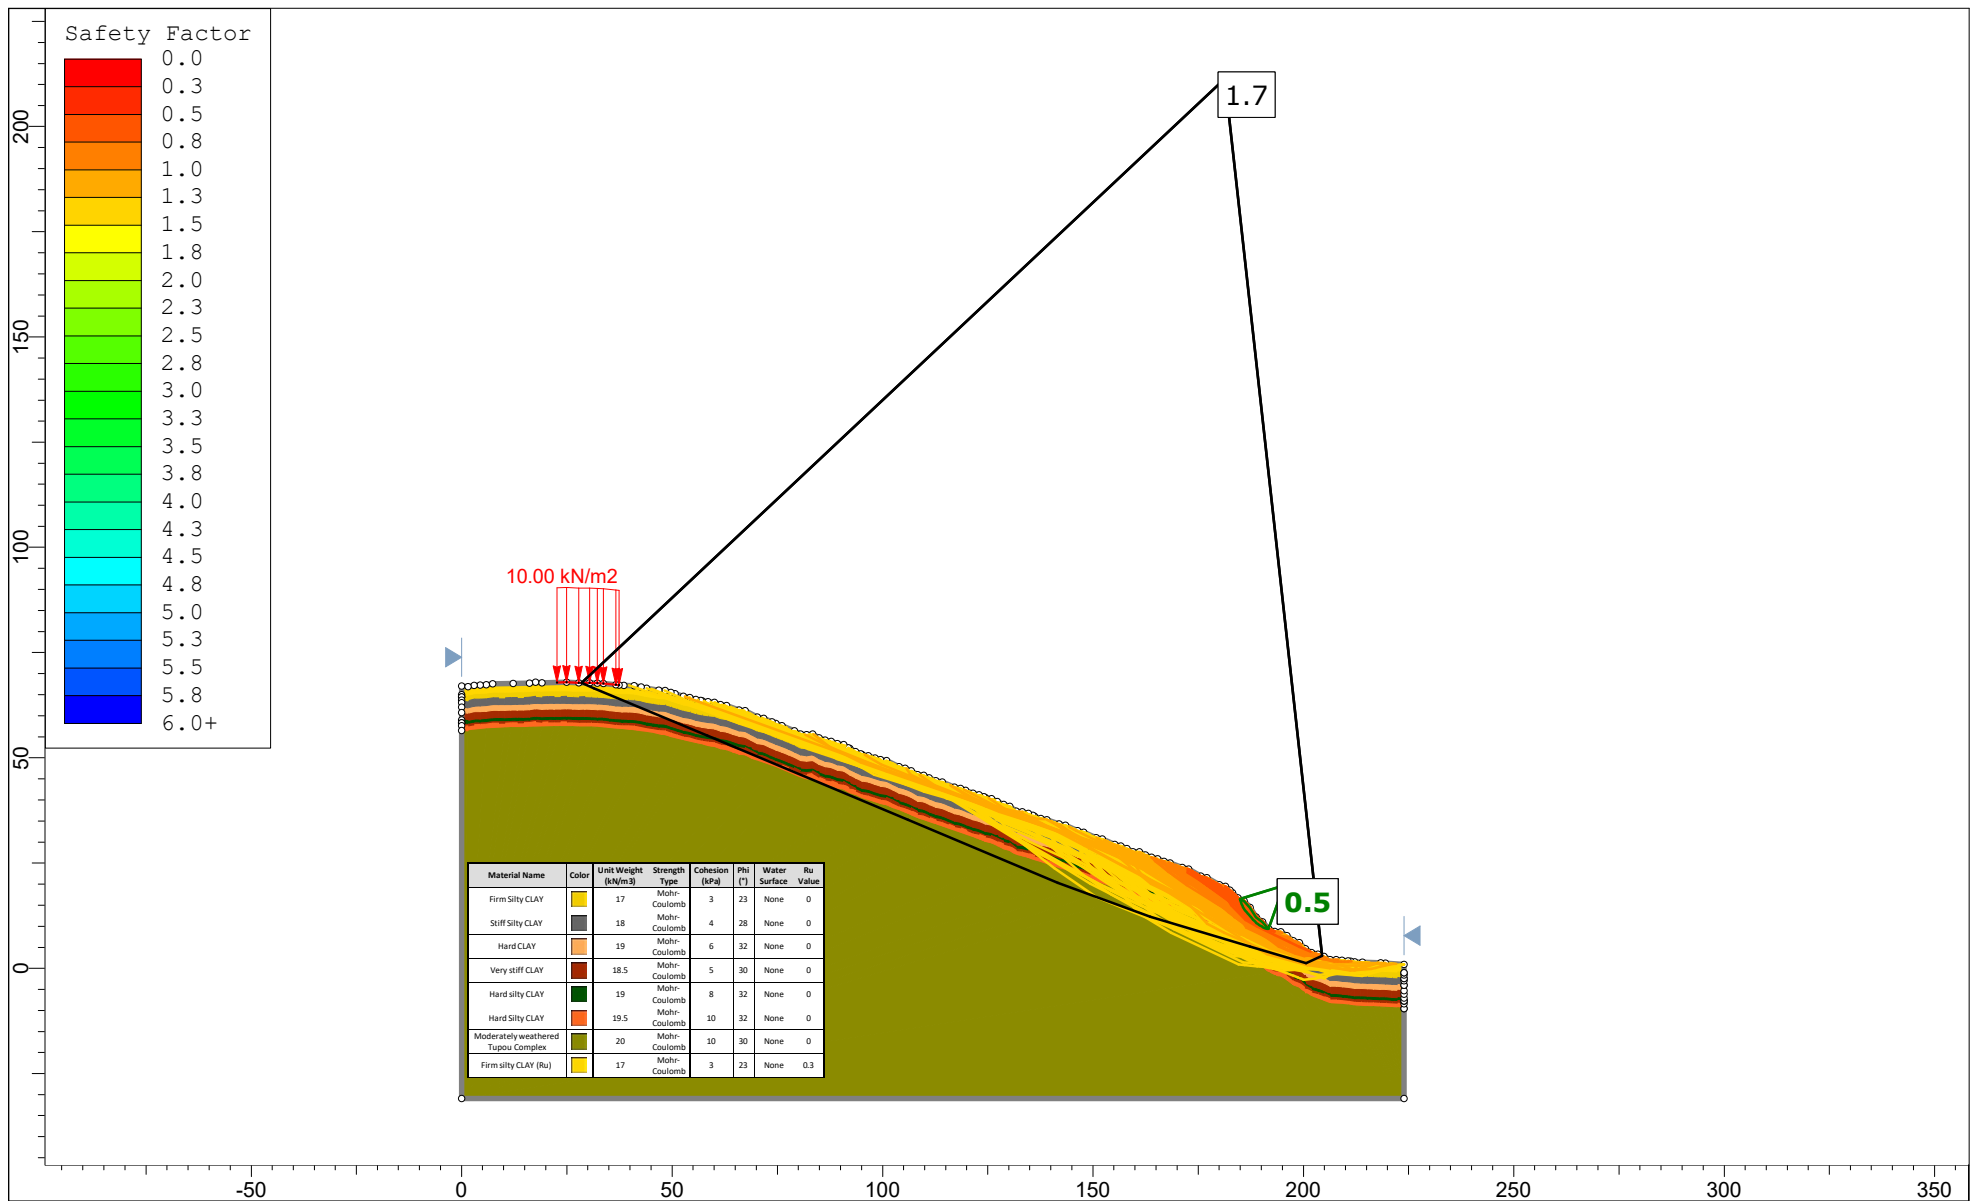 Safety Factor
0.0
0.3
0.5
0.8
1.0
1.3
1.5
1.8
2.0
2.3
2.5
2.8
3.0
3.3
3.5
3.8
4.0
4.3
4.5
4.8
5.0
5.3
5.5
5.8
6.0+
200
150
100
50
0
1.7
10.00 kN/m2
0.5
Material Name Color Unit Weight (kN/m3) Strength Type Cohesion (kPa) Phi (°) Water Surface Ru Value
Firm Silty CLAY 17 Mohr-Coulomb 3 23 None 0
Stiff Silty CLAY 18 Mohr-Coulomb 4 28 None 0
Hard CLAY 19 Mohr-Coulomb 6 32 None 0
Very stiff CLAY 18.5 Mohr-Coulomb 5 30 None 0
Hard silty CLAY 19 Mohr-Coulomb 8 32 None 0
Hard Silty CLAY 19.5 Mohr-Coulomb 10 32 None 0
Moderately weathered Tupou Complex 20 Mohr-Coulomb 10 30 None 0
Firm silty CLAY (Ru) 17 Mohr-Coulomb 3 23 None 0.3
-50 0 50 100 150 200 250 300 350